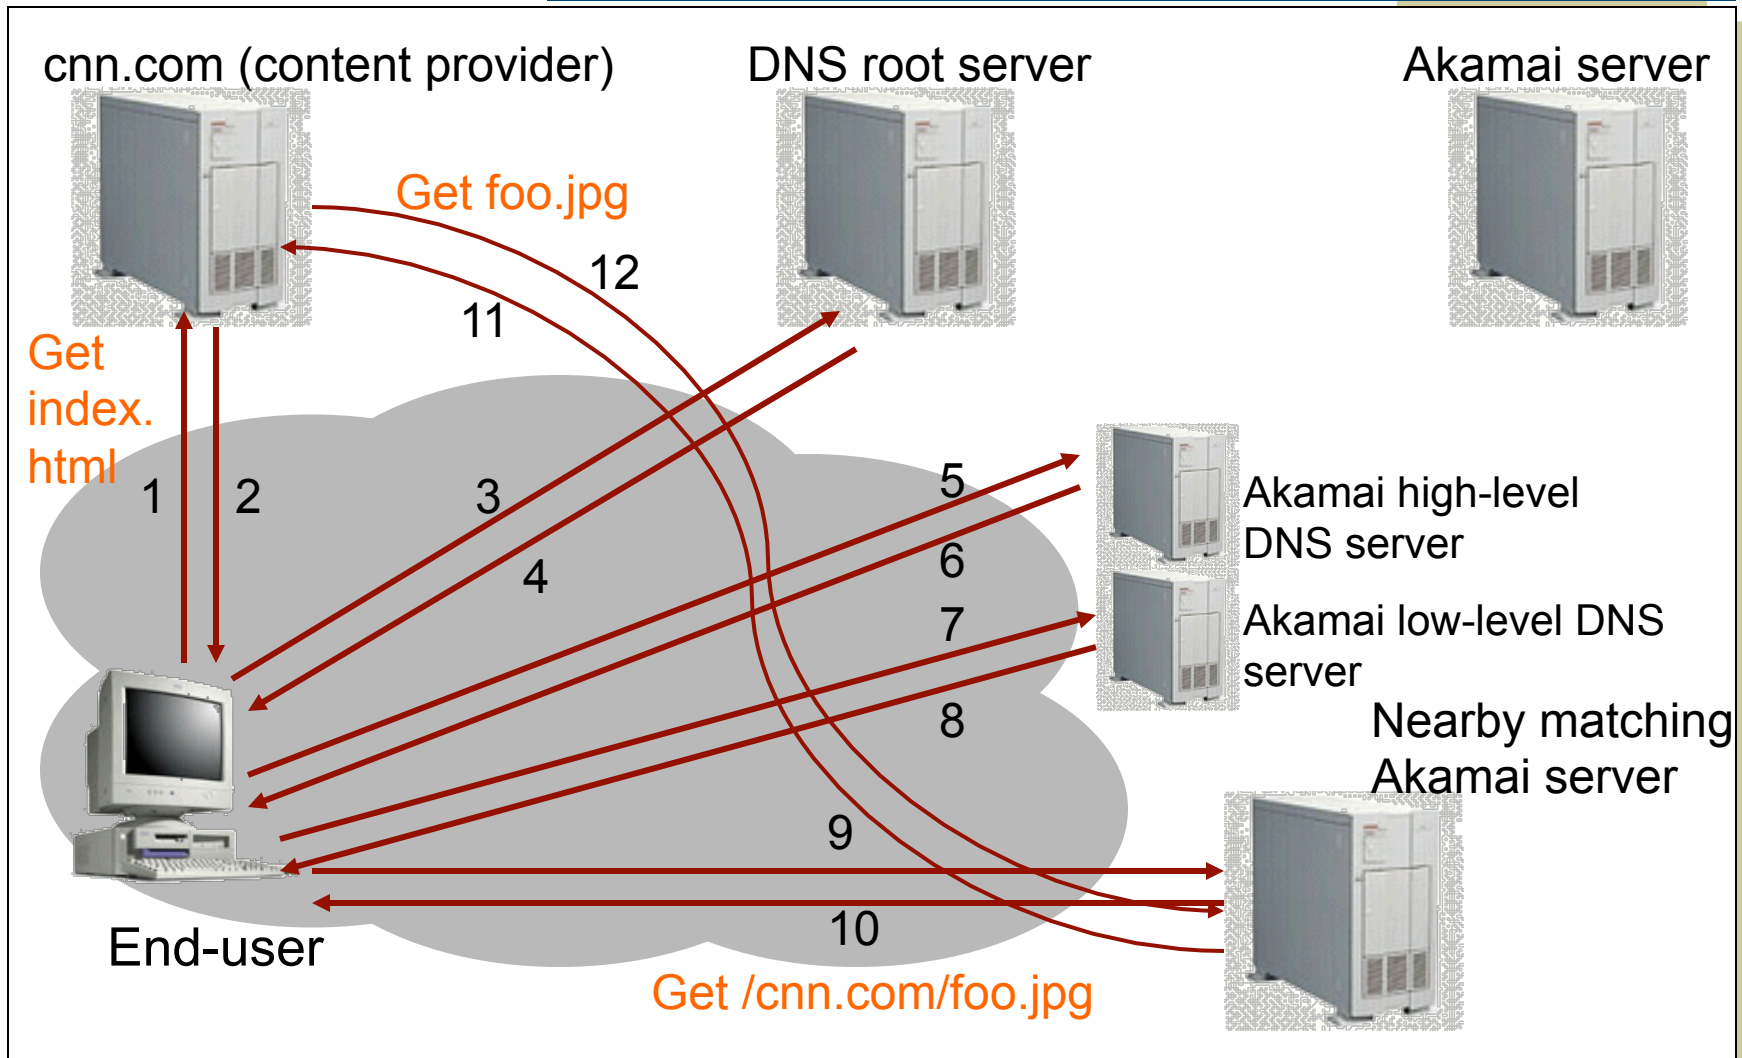 cnn.com (content provider)
DNS root server
Akamai server
Get foo.jpg
12
11
Get
index.
html
1
2
3
4
5
6
7
8
Akamai high-level
DNS server
Akamai low-level DNS
server
Nearby matching
Akamai server
9
10
End-user
Get /cnn.com/foo.jpg